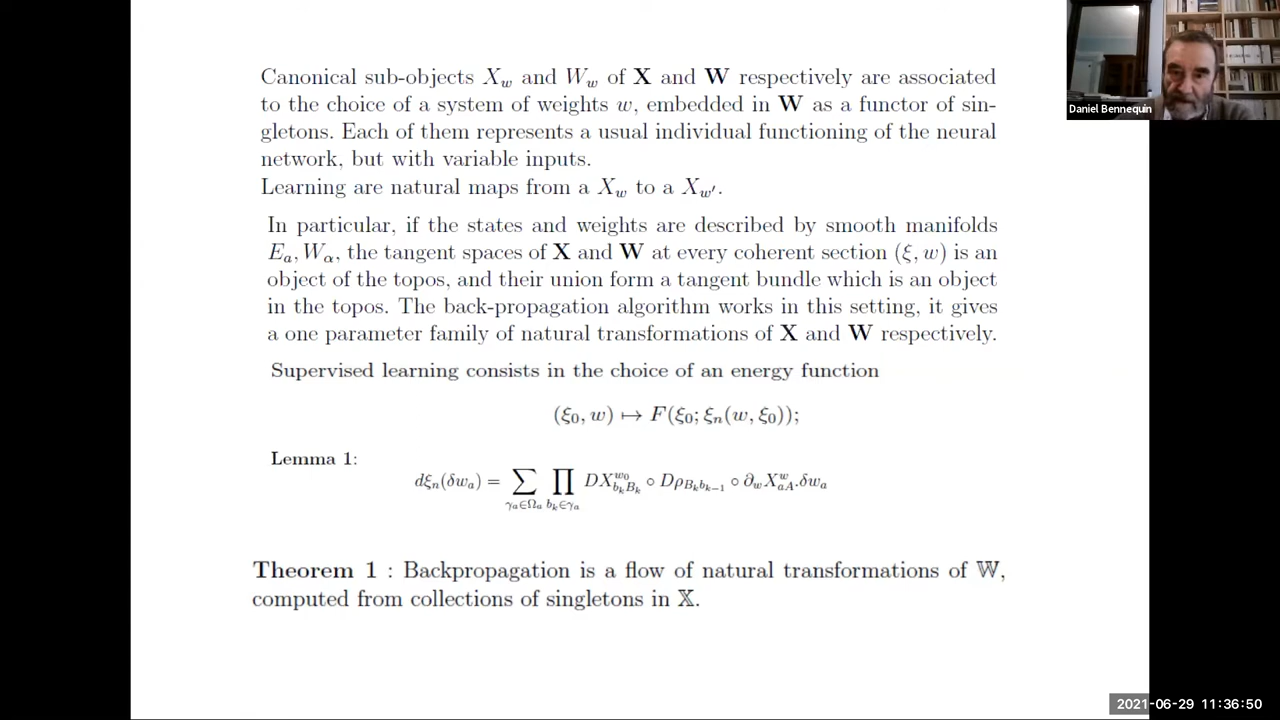 Canonical sub-objects X_w and W_w of X and W respectively are associated
to the choice of a system of weights w, embedded in W as a functor of sin-
gletons. Each of them represents a usual individual functioning of the neural
network, but with variable inputs.
Learning are natural maps from a X_w to a X_{w'}.
In particular, if the states and weights are described by smooth manifolds
E_a, W_α, the tangent spaces of X and W at every coherent section (ξ, w) is an
object of the topos, and their union form a tangent bundle which is an object
in the topos. The back-propagation algorithm works in this setting, it gives
a one parameter family of natural transformations of X and W respectively.
Supervised learning consists in the choice of an energy function
(ξ_0, w) ↦ F(ξ_0; ξ_n(w, ξ_0));
Lemma 1:
dξ_n(δw_a) = ∑_{γ_a∈Ω_a} ∏_{b_k∈γ_a} DX^{w_0}_{b_k B_k} ∘ Dρ_{B_k b_{k-1}} ∘ ∂_w X^w_{aA}.δw_a
Theorem 1 : Backpropagation is a flow of natural transformations of 𝕎,
computed from collections of singletons in 𝕏.
Daniel Bennequin
2021-06-29 11:36:50